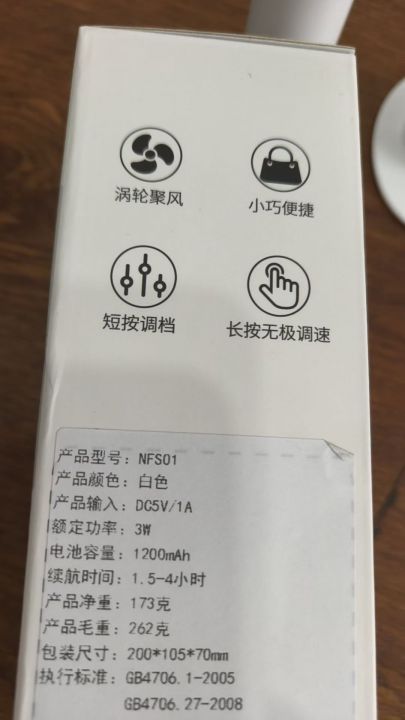 涡轮聚风
小巧便捷
短按调档
长按无极调速
产品型号：NFS01
产品颜色：白色
产品输入：DC5V/1A
额定功率：3W
电池容量：1200mAh
续航时间：1.5-4小时
产品净重：173克
产品毛重：262克
包装尺寸：200*105*70mm
执行标准：GB4706.1-2005
GB4706.27-2008